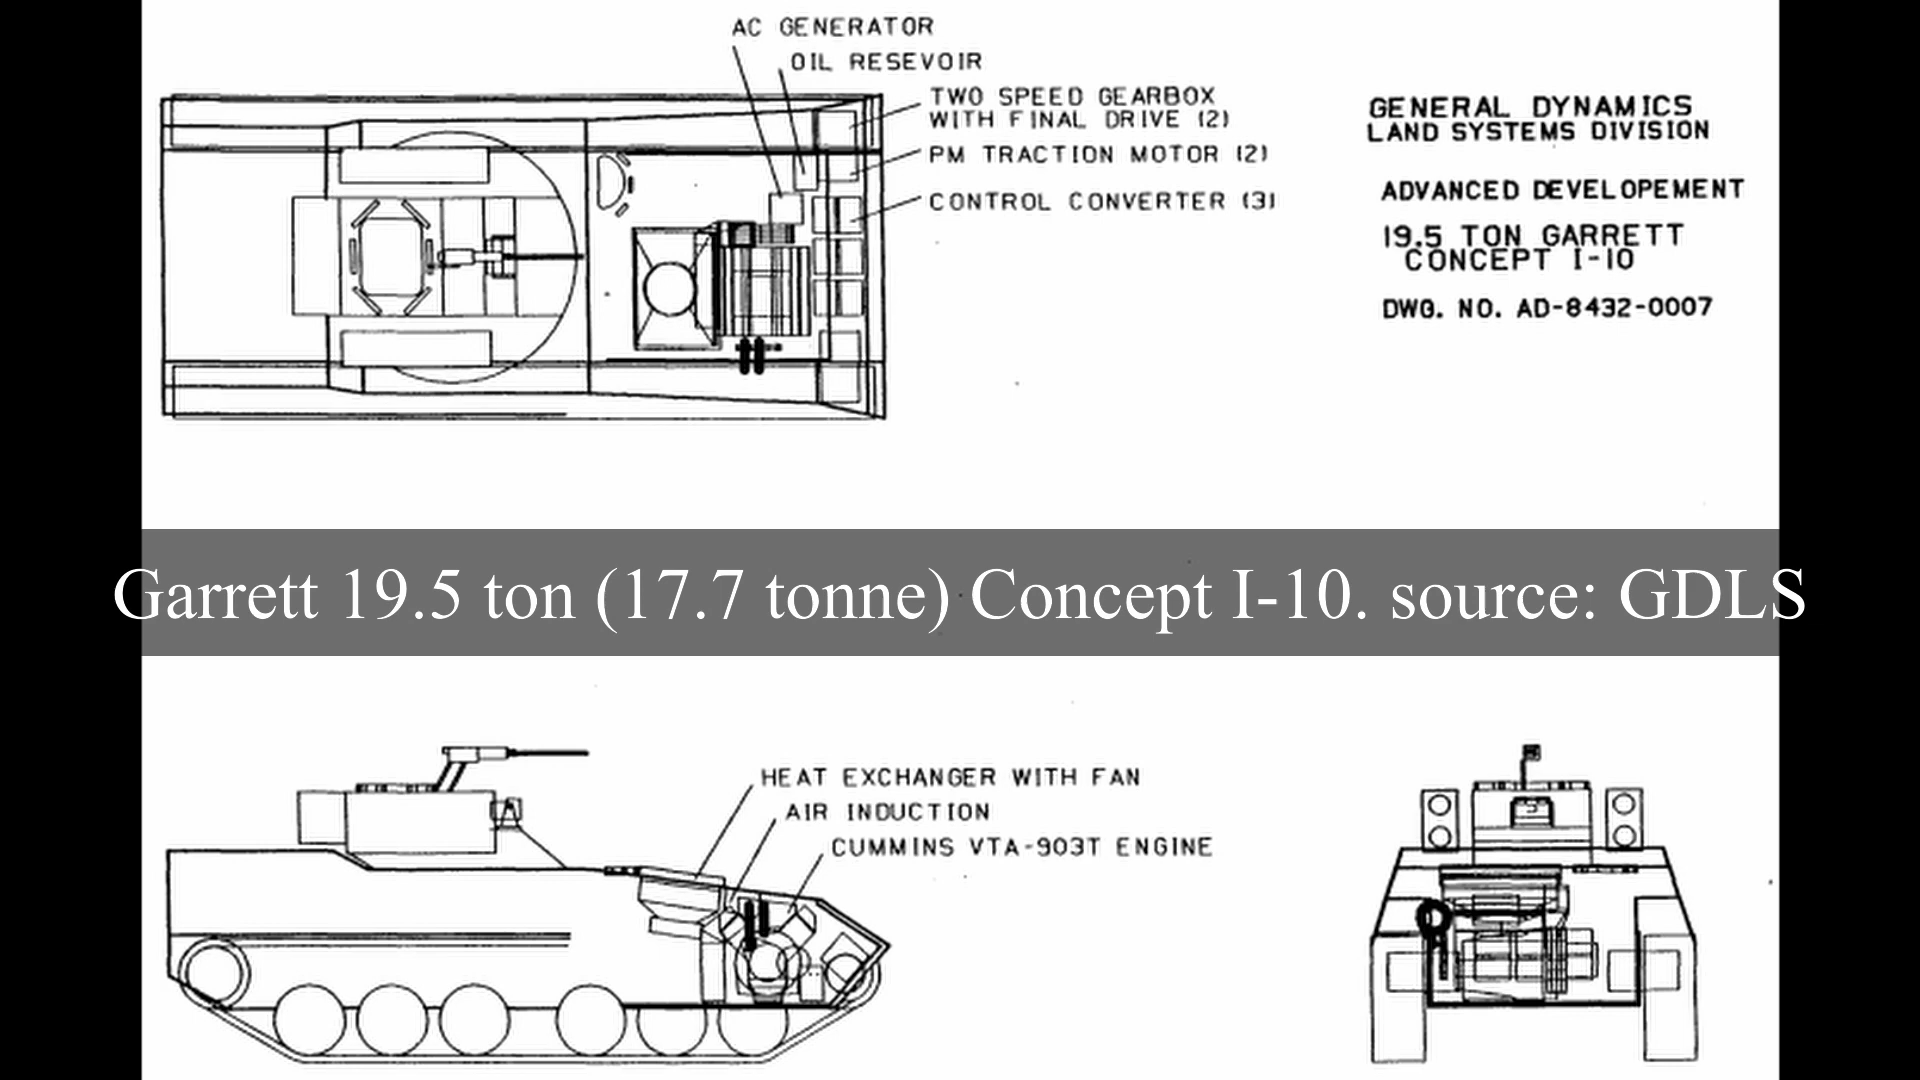 AC GENERATOR
OIL RESEVOIR
TWO SPEED GEARBOX
WITH FINAL DRIVE (2)
PM TRACTION MOTOR (2)
CONTROL CONVERTER (3)
GENERAL DYNAMICS
LAND SYSTEMS DIVISION
ADVANCED DEVELOPEMENT
19.5 TON GARRETT
CONCEPT I-10
DWG. NO. AD-8432-0007
Garrett 19.5 ton (17.7 tonne) Concept I-10. source: GDLS
HEAT EXCHANGER WITH FAN
AIR INDUCTION
CUMMINS VTA-903T ENGINE